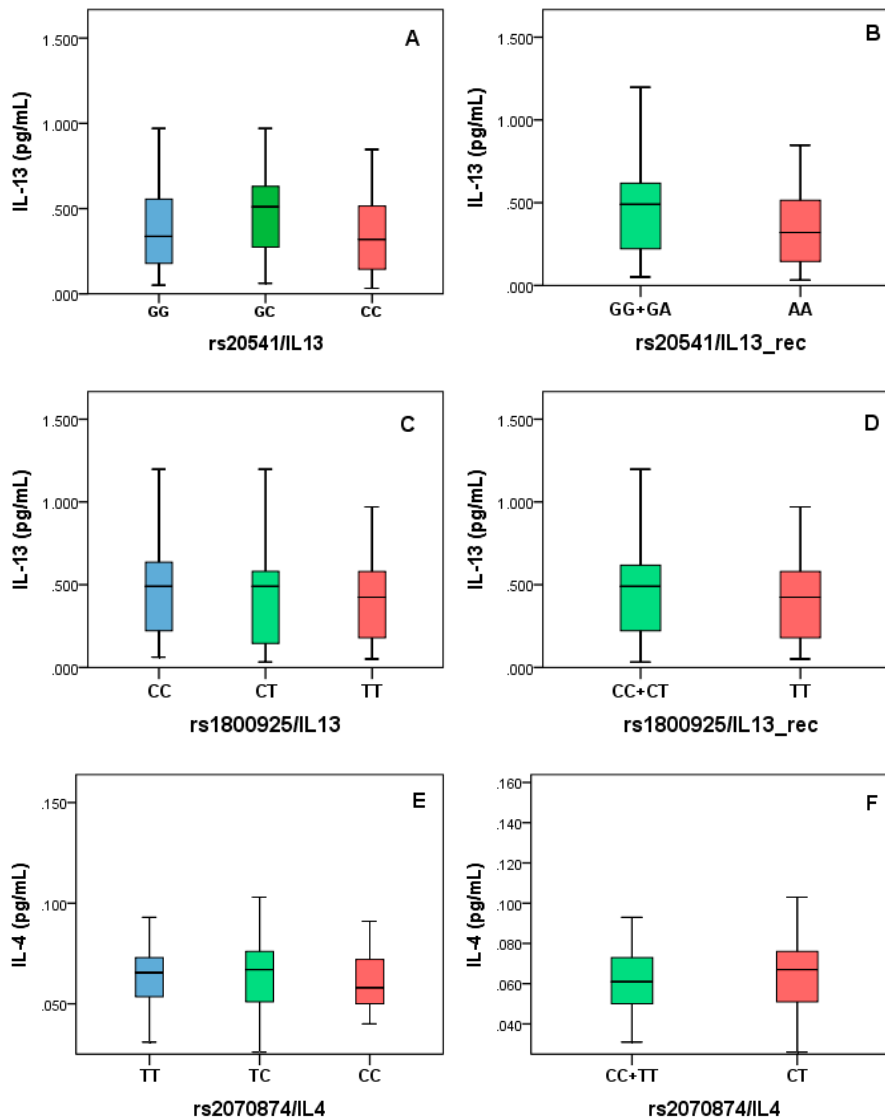 A
IL-13 (pg/mL)
1.500
1.000
.500
.000
GG GC CC
rs20541/IL13
B
IL-13 (pg/mL)
1.500
1.000
.500
.000
GG+GA AA
rs20541/IL13_rec
C
IL-13 (pg/mL)
1.500
1.000
.500
.000
CC CT TT
rs1800925/IL13
D
IL-13 (pg/mL)
1.500
1.000
.500
.000
CC+CT TT
rs1800925/IL13_rec
E
IL-4 (pg/mL)
.150
.100
.050
TT TC CC
rs2070874/IL4
F
IL-4 (pg/mL)
.160
.140
.120
.100
.080
.060
.040
CC+TT CT
rs2070874/IL4